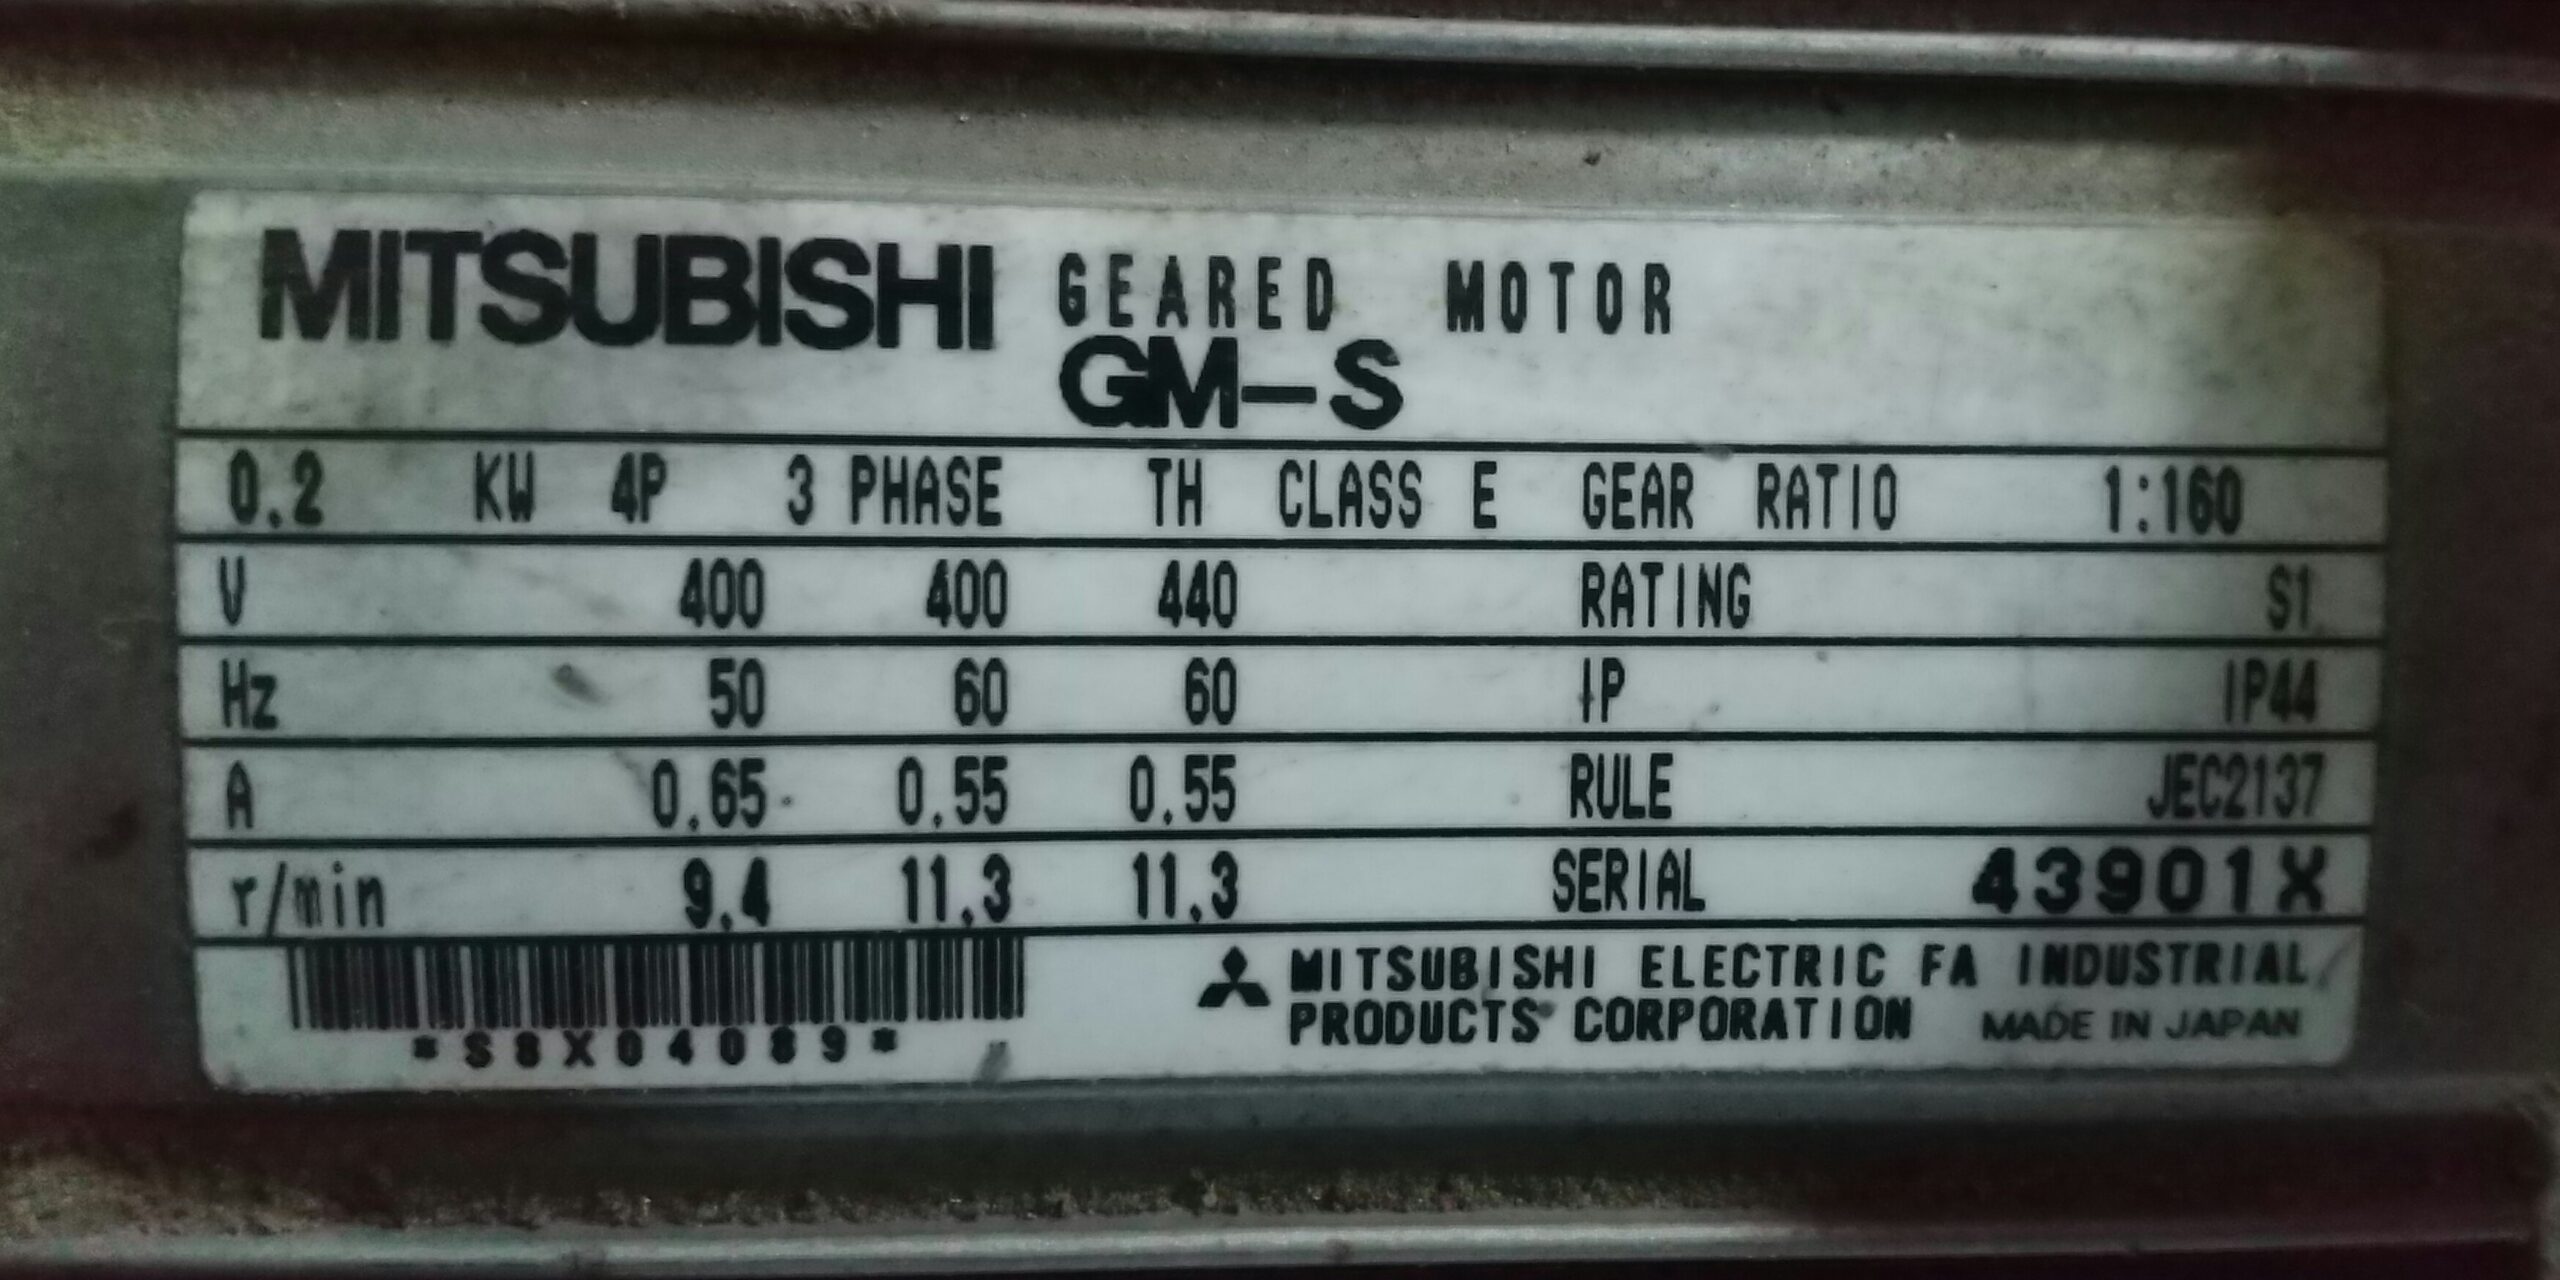 MITSUBISHI GEARED MOTOR
GM-S
0.2 KW 4P 3 PHASE TH CLASS E GEAR RATIO 1:160
V 400 400 440 RATING S1
Hz 50 60 60 IP IP44
A 0.65 0.55 0.55 RULE JEC2137
r/min 9.4 11.3 11.3 SERIAL 43901X
MITSUBISHI ELECTRIC FA INDUSTRIAL
PRODUCTS CORPORATION MADE IN JAPAN
*S8X04089*